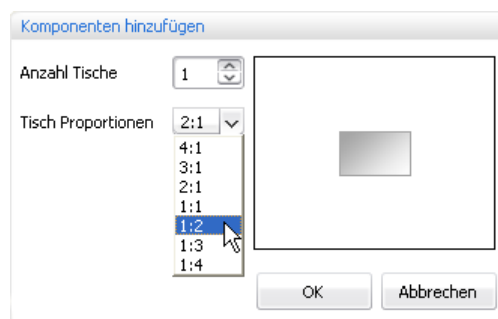 Komponenten hinzufügen
Anzahl Tische 1
Tisch Proportionen 2:1
4:1
3:1
2:1
1:1
1:2
1:3
1:4
OK Abbrechen